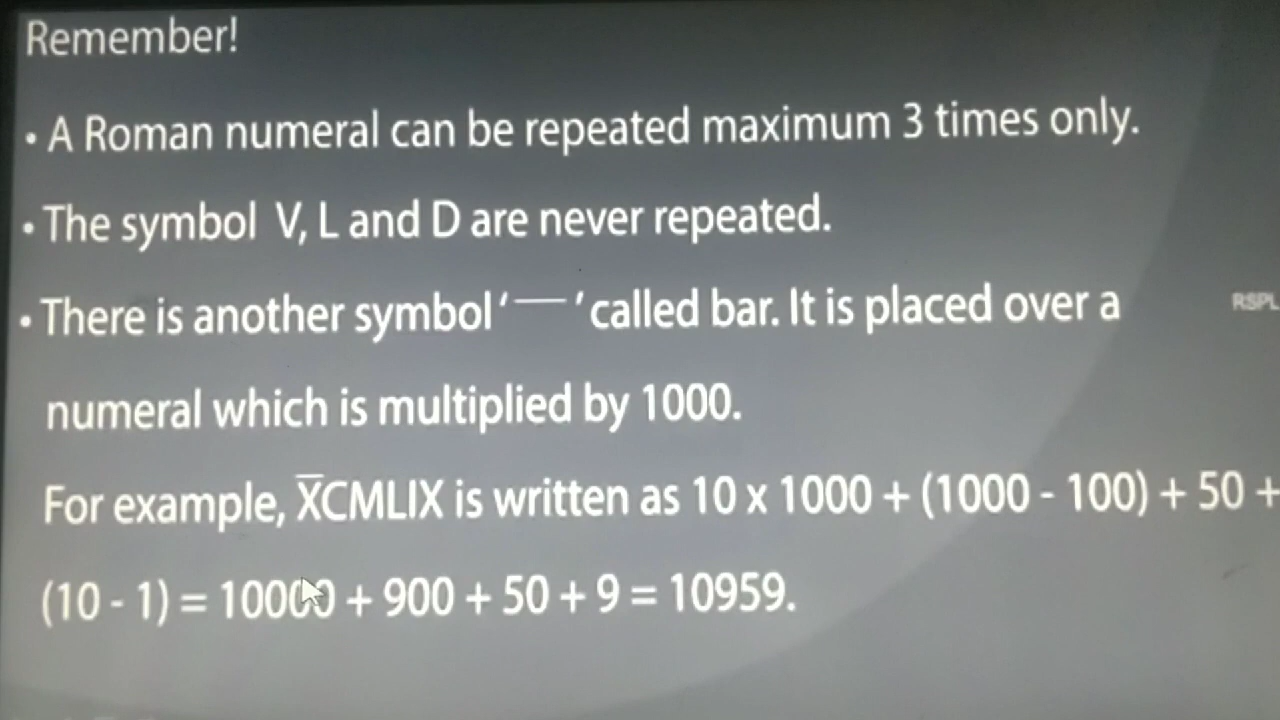 Remember!
• A Roman numeral can be repeated maximum 3 times only.
• The symbol V, L and D are never repeated.
• There is another symbol ‘—’ called bar. It is placed over a
RSPL
numeral which is multiplied by 1000.
For example, X̅CMLIX is written as 10 x 1000 + (1000 - 100) + 50 +
(10 - 1) = 10000 + 900 + 50 + 9 = 10959.